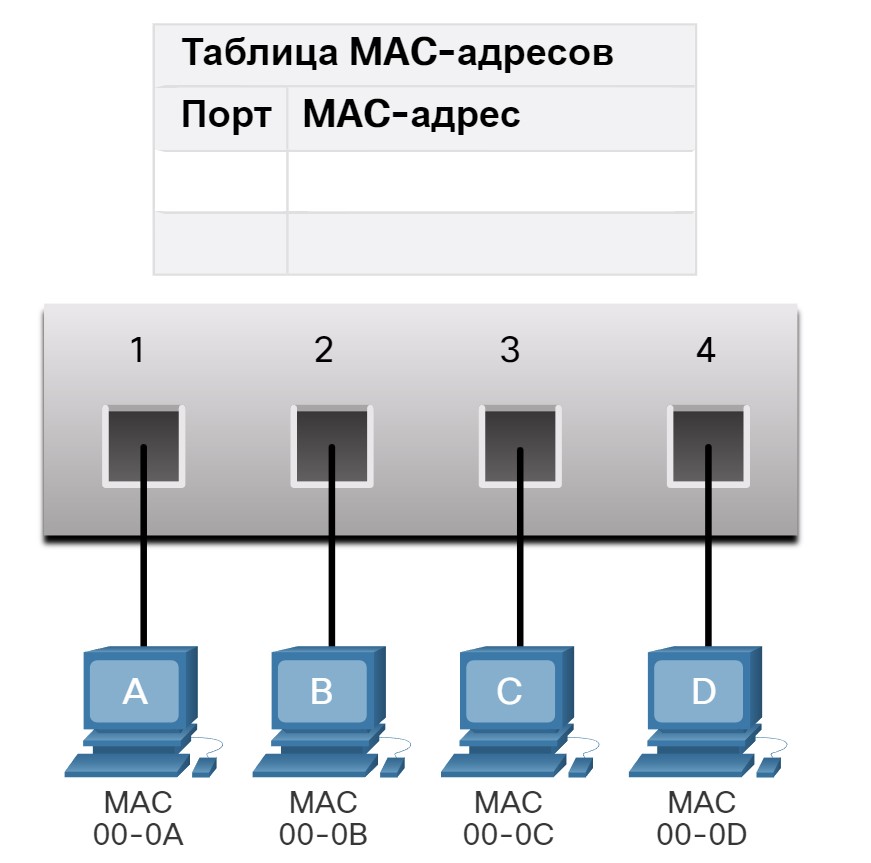 Таблица MAC-адресов
Порт MAC-адрес
1 2 3 4
A B C D
MAC MAC MAC MAC
00-0A 00-0B 00-0C 00-0D